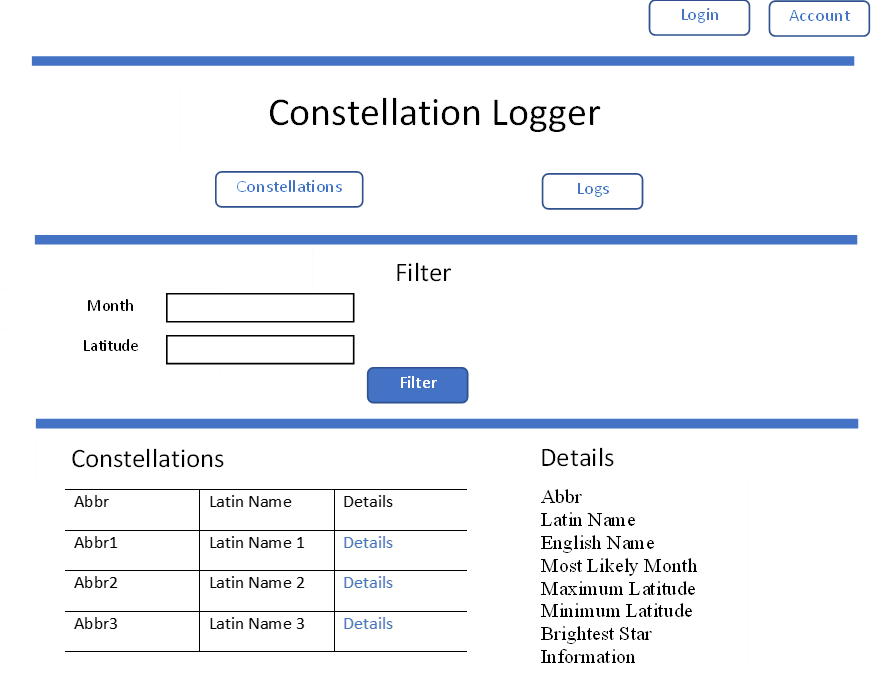 Login Account
Constellation Logger
Constellations Logs
Filter
Month
Latitude
Filter
Constellations
Abbr Latin Name Details
Abbr1 Latin Name 1 Details
Abbr2 Latin Name 2 Details
Abbr3 Latin Name 3 Details
Details
Abbr
Latin Name
English Name
Most Likely Month
Maximum Latitude
Minimum Latitude
Brightest Star
Information